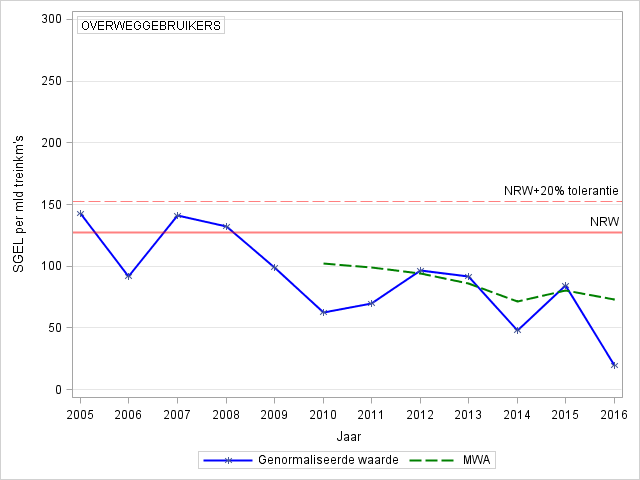 OVERWEGGEBRUIKERS
300
250
200
150
100
50
0
SGEL per mld treinkm's
NRW+20% tolerantie
NRW
2005 2006 2007 2008 2009 2010 2011 2012 2013 2014 2015 2016
Jaar
Genormaliseerde waarde MWA